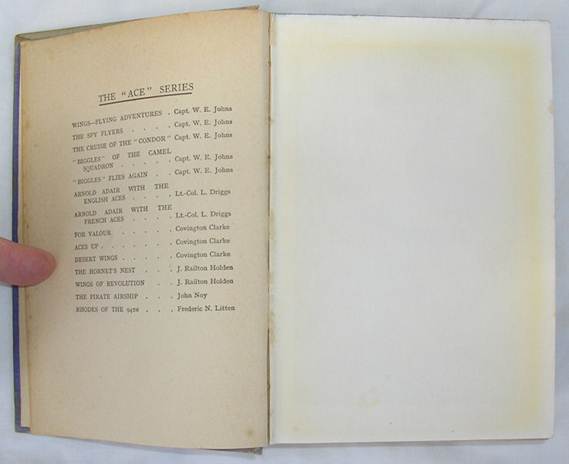 THE "ACE" SERIES
WINGS—FLYING ADVENTURES . Capt. W. E. Johns
THE SPY FLYERS . . . . Capt. W. E. Johns
THE CRUISE OF THE "CONDOR" Capt. W. E. Johns
"BIGGLES" OF THE CAMEL
SQUADRON . . . . . Capt. W. E. Johns
"BIGGLES" FLIES AGAIN . . Capt. W. E. Johns
ARNOLD ADAIR WITH THE
ENGLISH ACES . . . . Lt.-Col. L. Driggs
ARNOLD ADAIR WITH THE
FRENCH ACES . . . . . Lt.-Col. L. Driggs
FOR VALOUR . . . . . Covington Clarke
ACES UP . . . . . . . Covington Clarke
DESERT WINGS . . . . . Covington Clarke
THE HORNET'S NEST . . . J. Railton Holden
WINGS OF REVOLUTION . . J. Railton Holden
THE PIRATE AIRSHIP . . . John Noy
RHODES OF THE 94TH . . . Frederic N. Litten